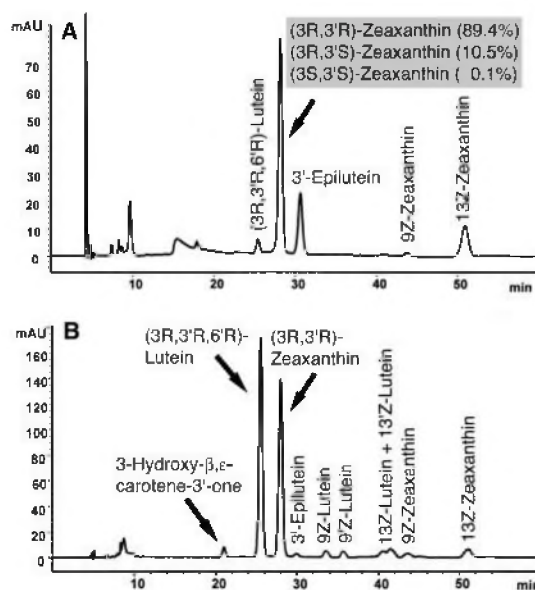 mAU
A
(3R,3'R)-Zeaxanthin (89.4%)
(3R,3'S)-Zeaxanthin (10.5%)
(3S,3'S)-Zeaxanthin ( 0.1%)
70
60
50
40
30
20
10
0
(3R,3'R,6'R)-Lutein
3'-Epilutein
9Z-Zeaxanthin
13Z-Zeaxanthin
10 20 30 40 50 min
mAU
B
(3R,3'R,6'R)-
Lutein
(3R,3'R)-
Zeaxanthin
160
140
120
100
80
60
40
20
0
3-Hydroxy-β,ε-
carotene-3'-one
3'-Epilutein
9Z-Lutein
9'Z-Lutein
13Z-Lutein + 13'Z-Lutein
9Z-Zeaxanthin
13Z-Zeaxanthin
10 20 30 40 50 min